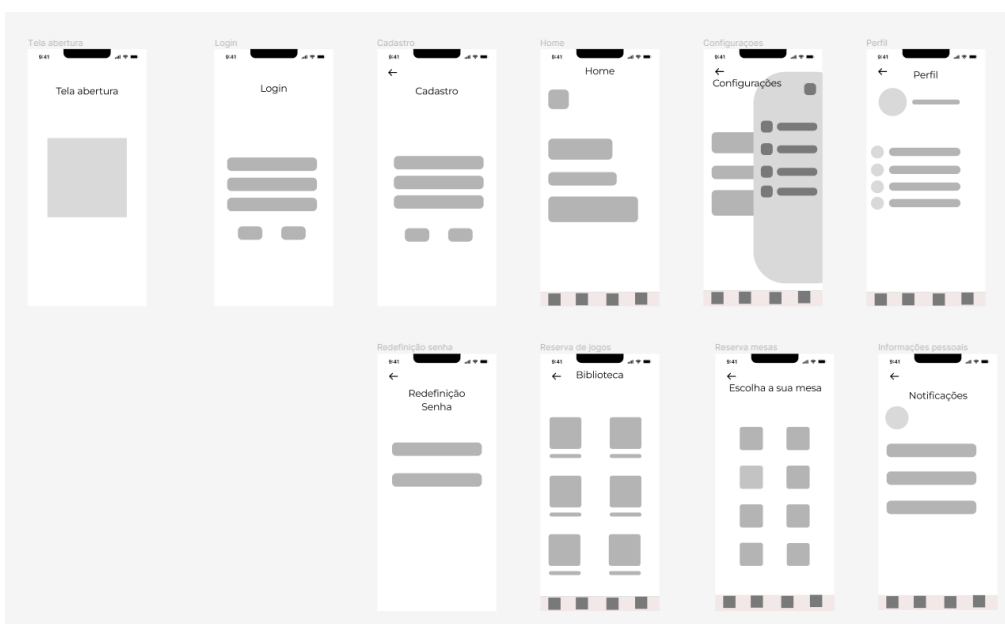 Tela abertura
9:41
Tela abertura
Login
9:41
Login
Cadastro
9:41
Cadastro
Home
9:41
Home
Configuraçoes
9:41
Configurações
Perfil
9:41
Perfil
Redefinição senha
9:41
Redefinição
Senha
Reserva de jogos
9:41
Biblioteca
Reserva mesas
9:41
Escolha a sua mesa
Informações pessoais
9:41
Notificações